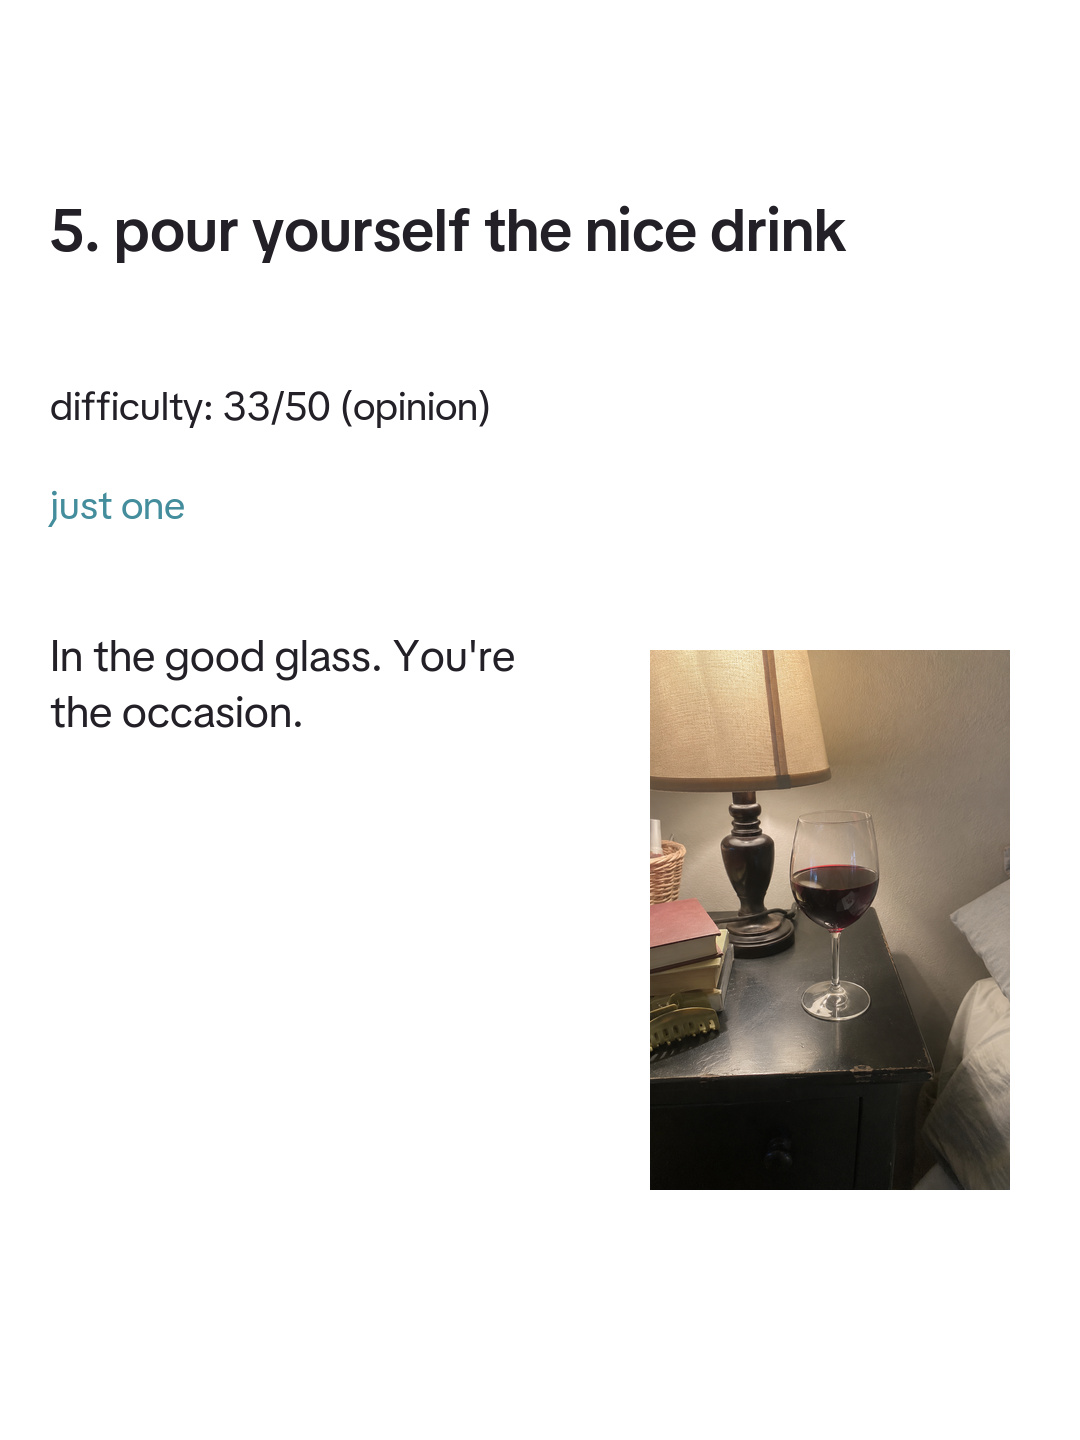 5. pour yourself the nice drink
difficulty: 33/50 (opinion)
just one
In the good glass. You're
the occasion.